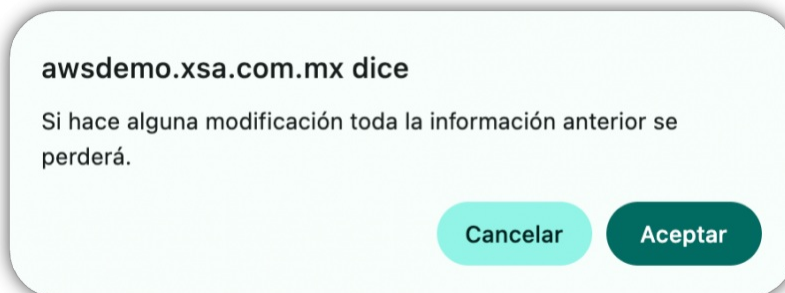 awsdemo.xsa.com.mx dice
Si hace alguna modificación toda la información anterior se
perderá.
Cancelar Aceptar